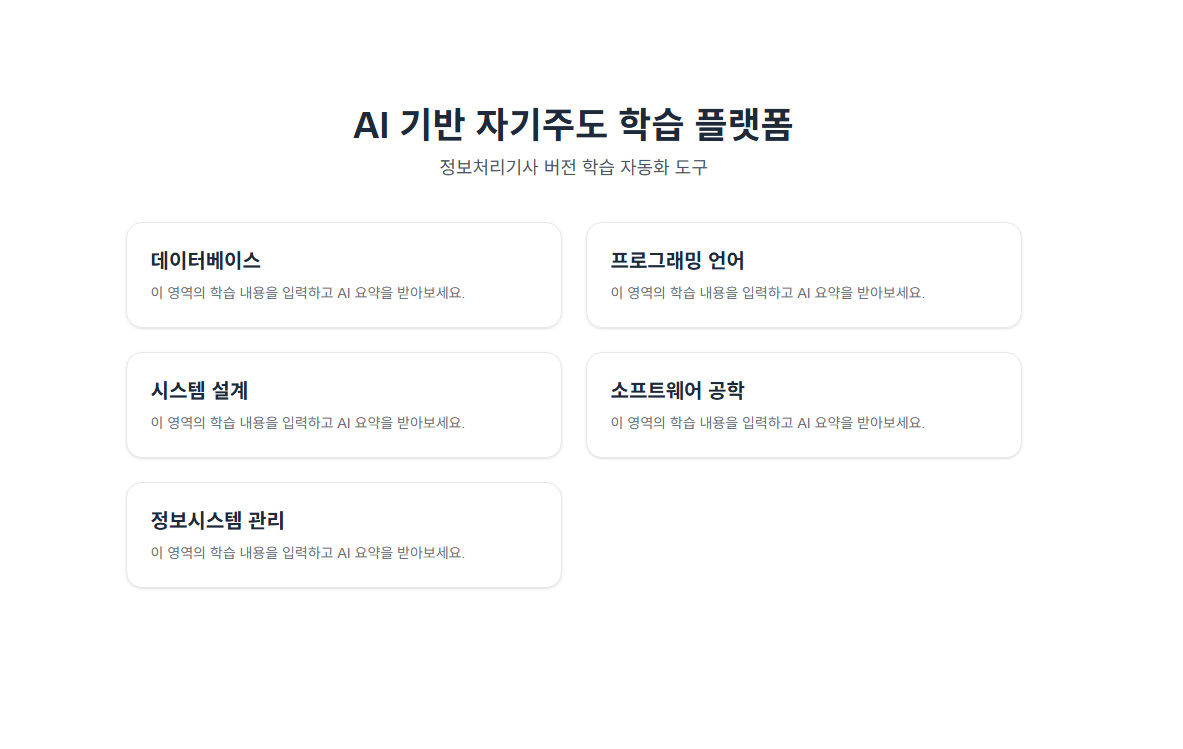 AI 기반 자기주도 학습 플랫폼
정보처리기사 버전 학습 자동화 도구
데이터베이스
이 영역의 학습 내용을 입력하고 AI 요약을 받아보세요.
프로그래밍 언어
이 영역의 학습 내용을 입력하고 AI 요약을 받아보세요.
시스템 설계
이 영역의 학습 내용을 입력하고 AI 요약을 받아보세요.
소프트웨어 공학
이 영역의 학습 내용을 입력하고 AI 요약을 받아보세요.
정보시스템 관리
이 영역의 학습 내용을 입력하고 AI 요약을 받아보세요.